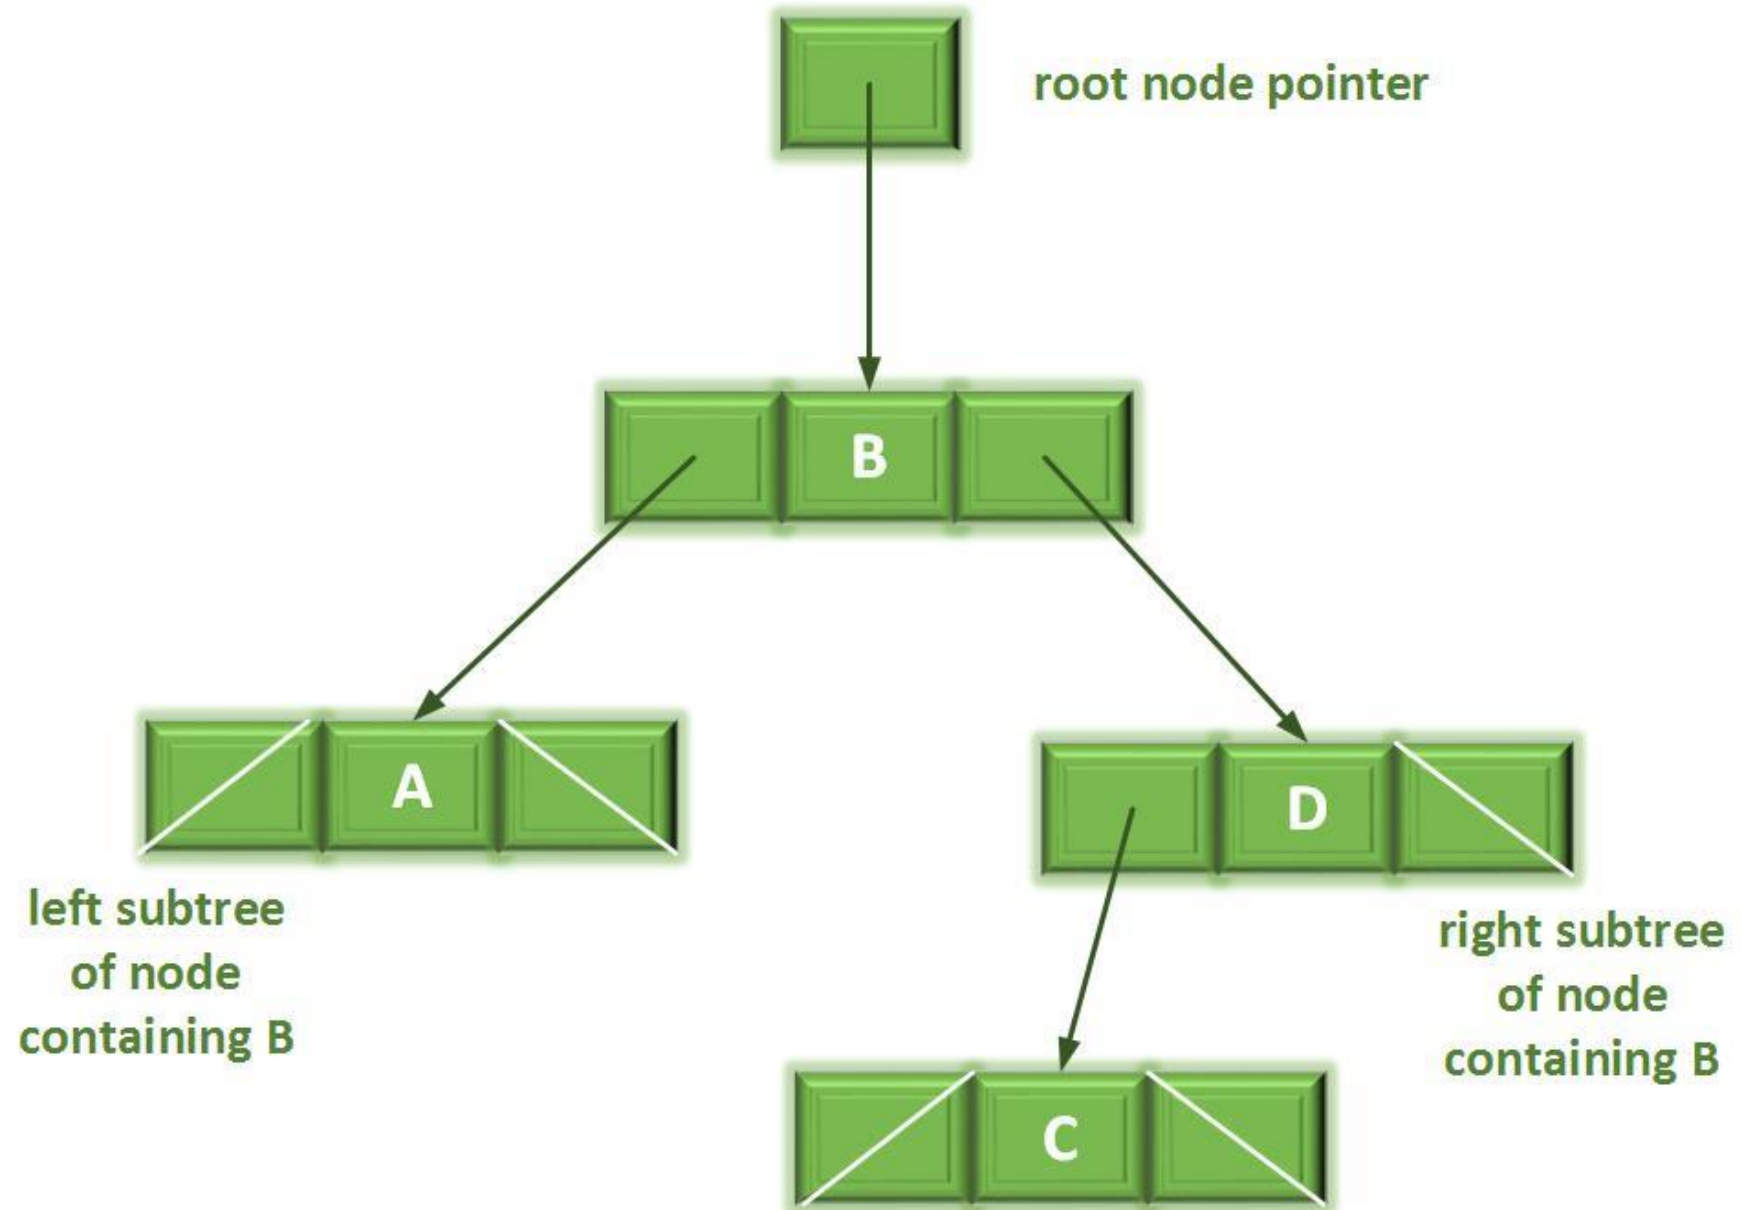 root node pointer
B
A
D
left subtree
of node
containing B
right subtree
of node
containing B
C